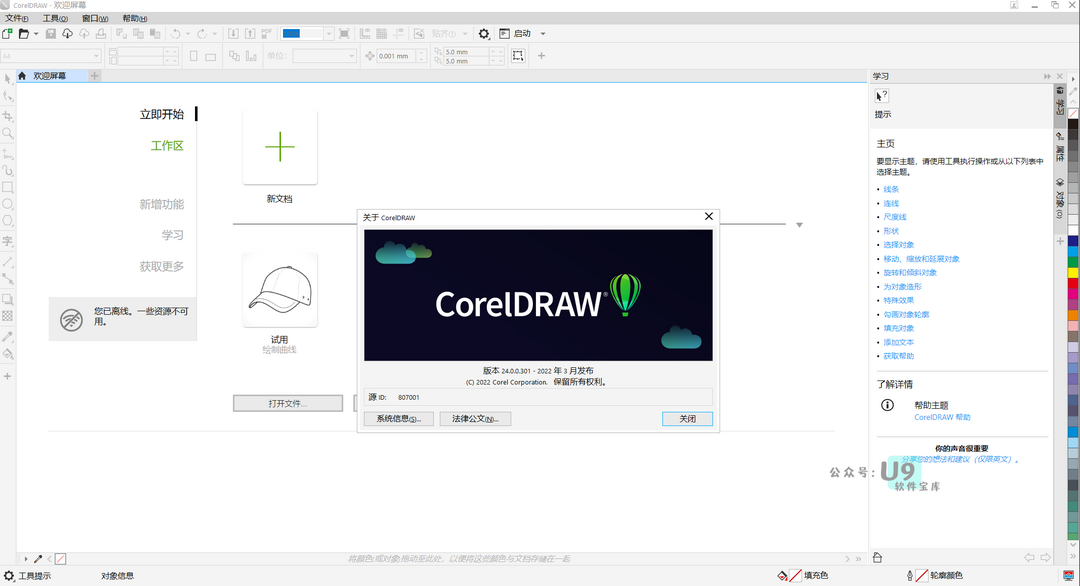 CorelDRAW - 欢迎屏幕
文件(F) 工具(O) 窗口(W) 帮助(H)
贴齐(T) 启动
单位: 0.001 mm 5.0 mm
5.0 mm
欢迎屏幕
立即开始
工作区
新增功能
学习
获取更多
您已离线。一些资源不可
用。
新文档
试用
绘制曲线
打开文件...
关于 CorelDRAW
CorelDRAW®
版本 24.0.0.301 - 2022 年 3 月发布
(C) 2022 Corel Corporation. 保留所有权利。
源 ID: 807001
系统信息(S)... 法律公文(N)... 关闭
学习
提示
主页
要显示主题，请使用工具执行操作或从以下列表中
选择主题。
• 线条
• 连线
• 尺度线
• 形状
• 选择对象
• 移动、缩放和延展对象
• 旋转和倾斜对象
• 为对象造形
• 特殊效果
• 勾画对象轮廓
• 填充对象
• 添加文本
• 获取帮助
了解详情
帮助主题
CorelDRAW 帮助
你的声音很重要
分享您的想法和建议（仅限英文）。
学习
属性
对象(O)
公众号: U9
软件宝库
将颜色(或对象)拖动至此处，以便将这些颜色与文档存储在一起
工具提示 对象信息 填充色 轮廓颜色